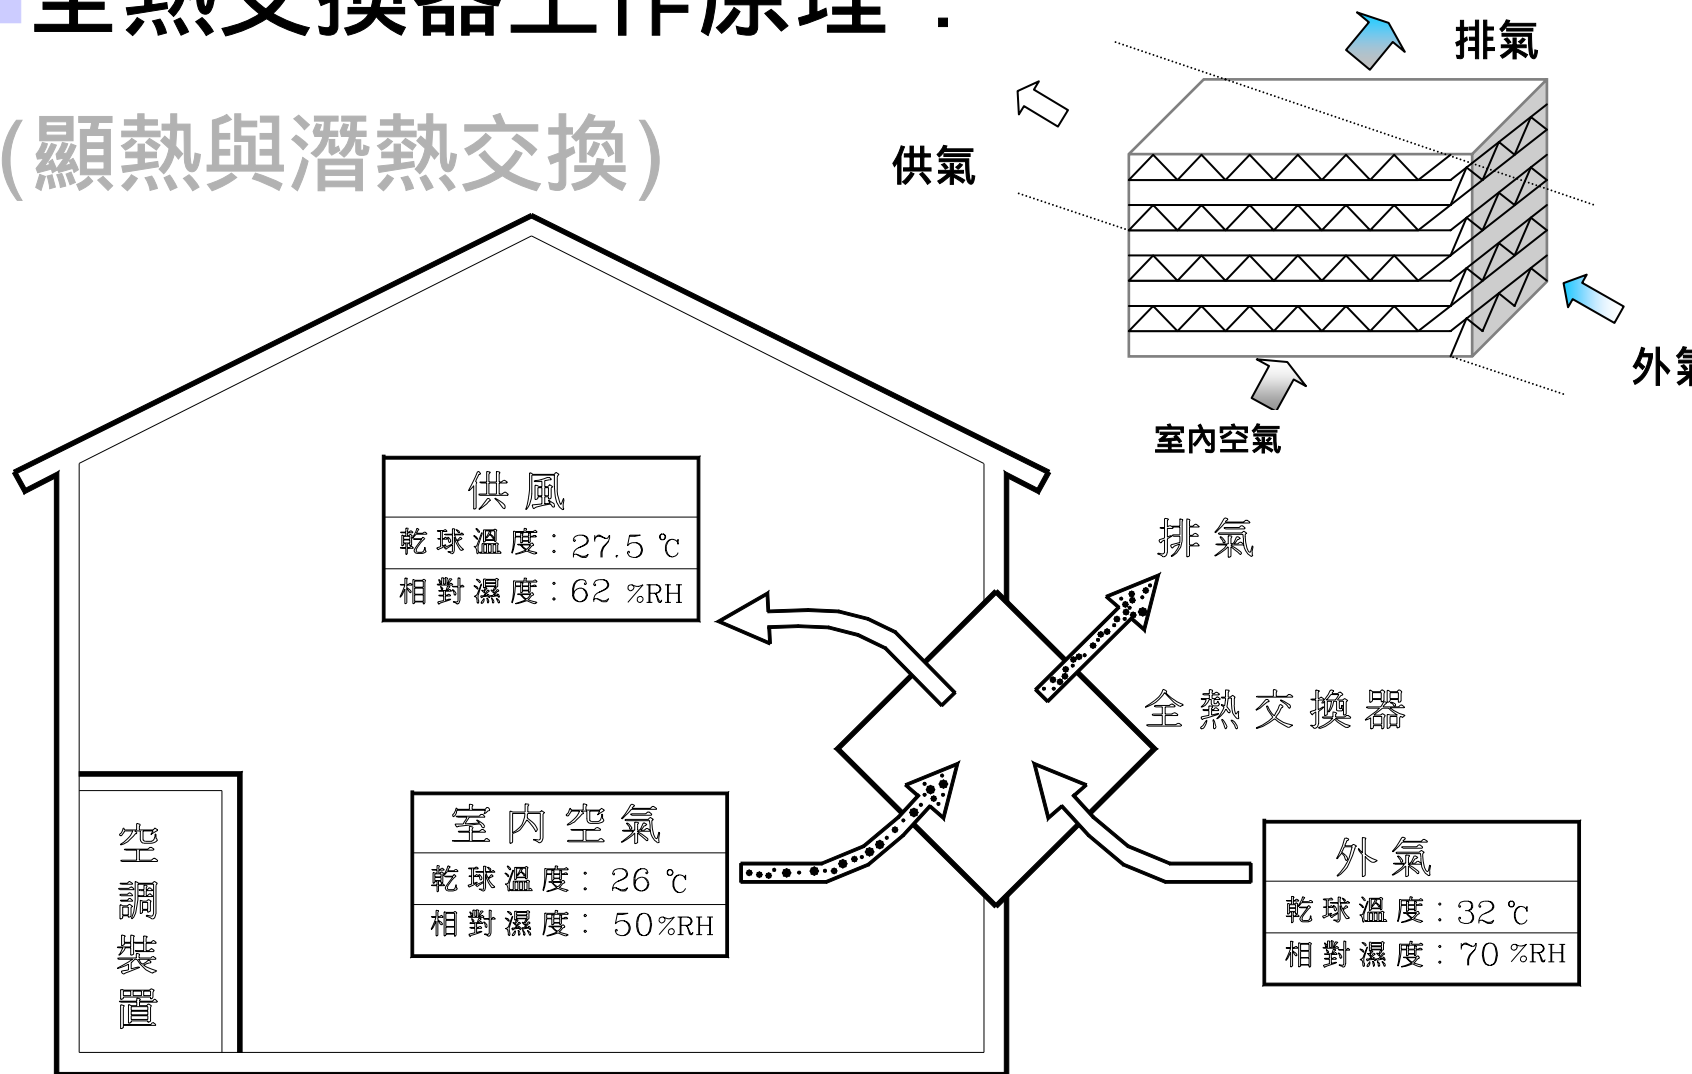 全熱交換器工作原理：
(顯熱與潛熱交換)
排氣
供氣
外氣
室內空氣
供風
乾球溫度：27.5 ℃
相對濕度：62 %RH
排氣
全熱交換器
室內空氣
乾球溫度：26 ℃
相對濕度：50%RH
外氣
乾球溫度：32 ℃
相對濕度：70 %RH
空調裝置